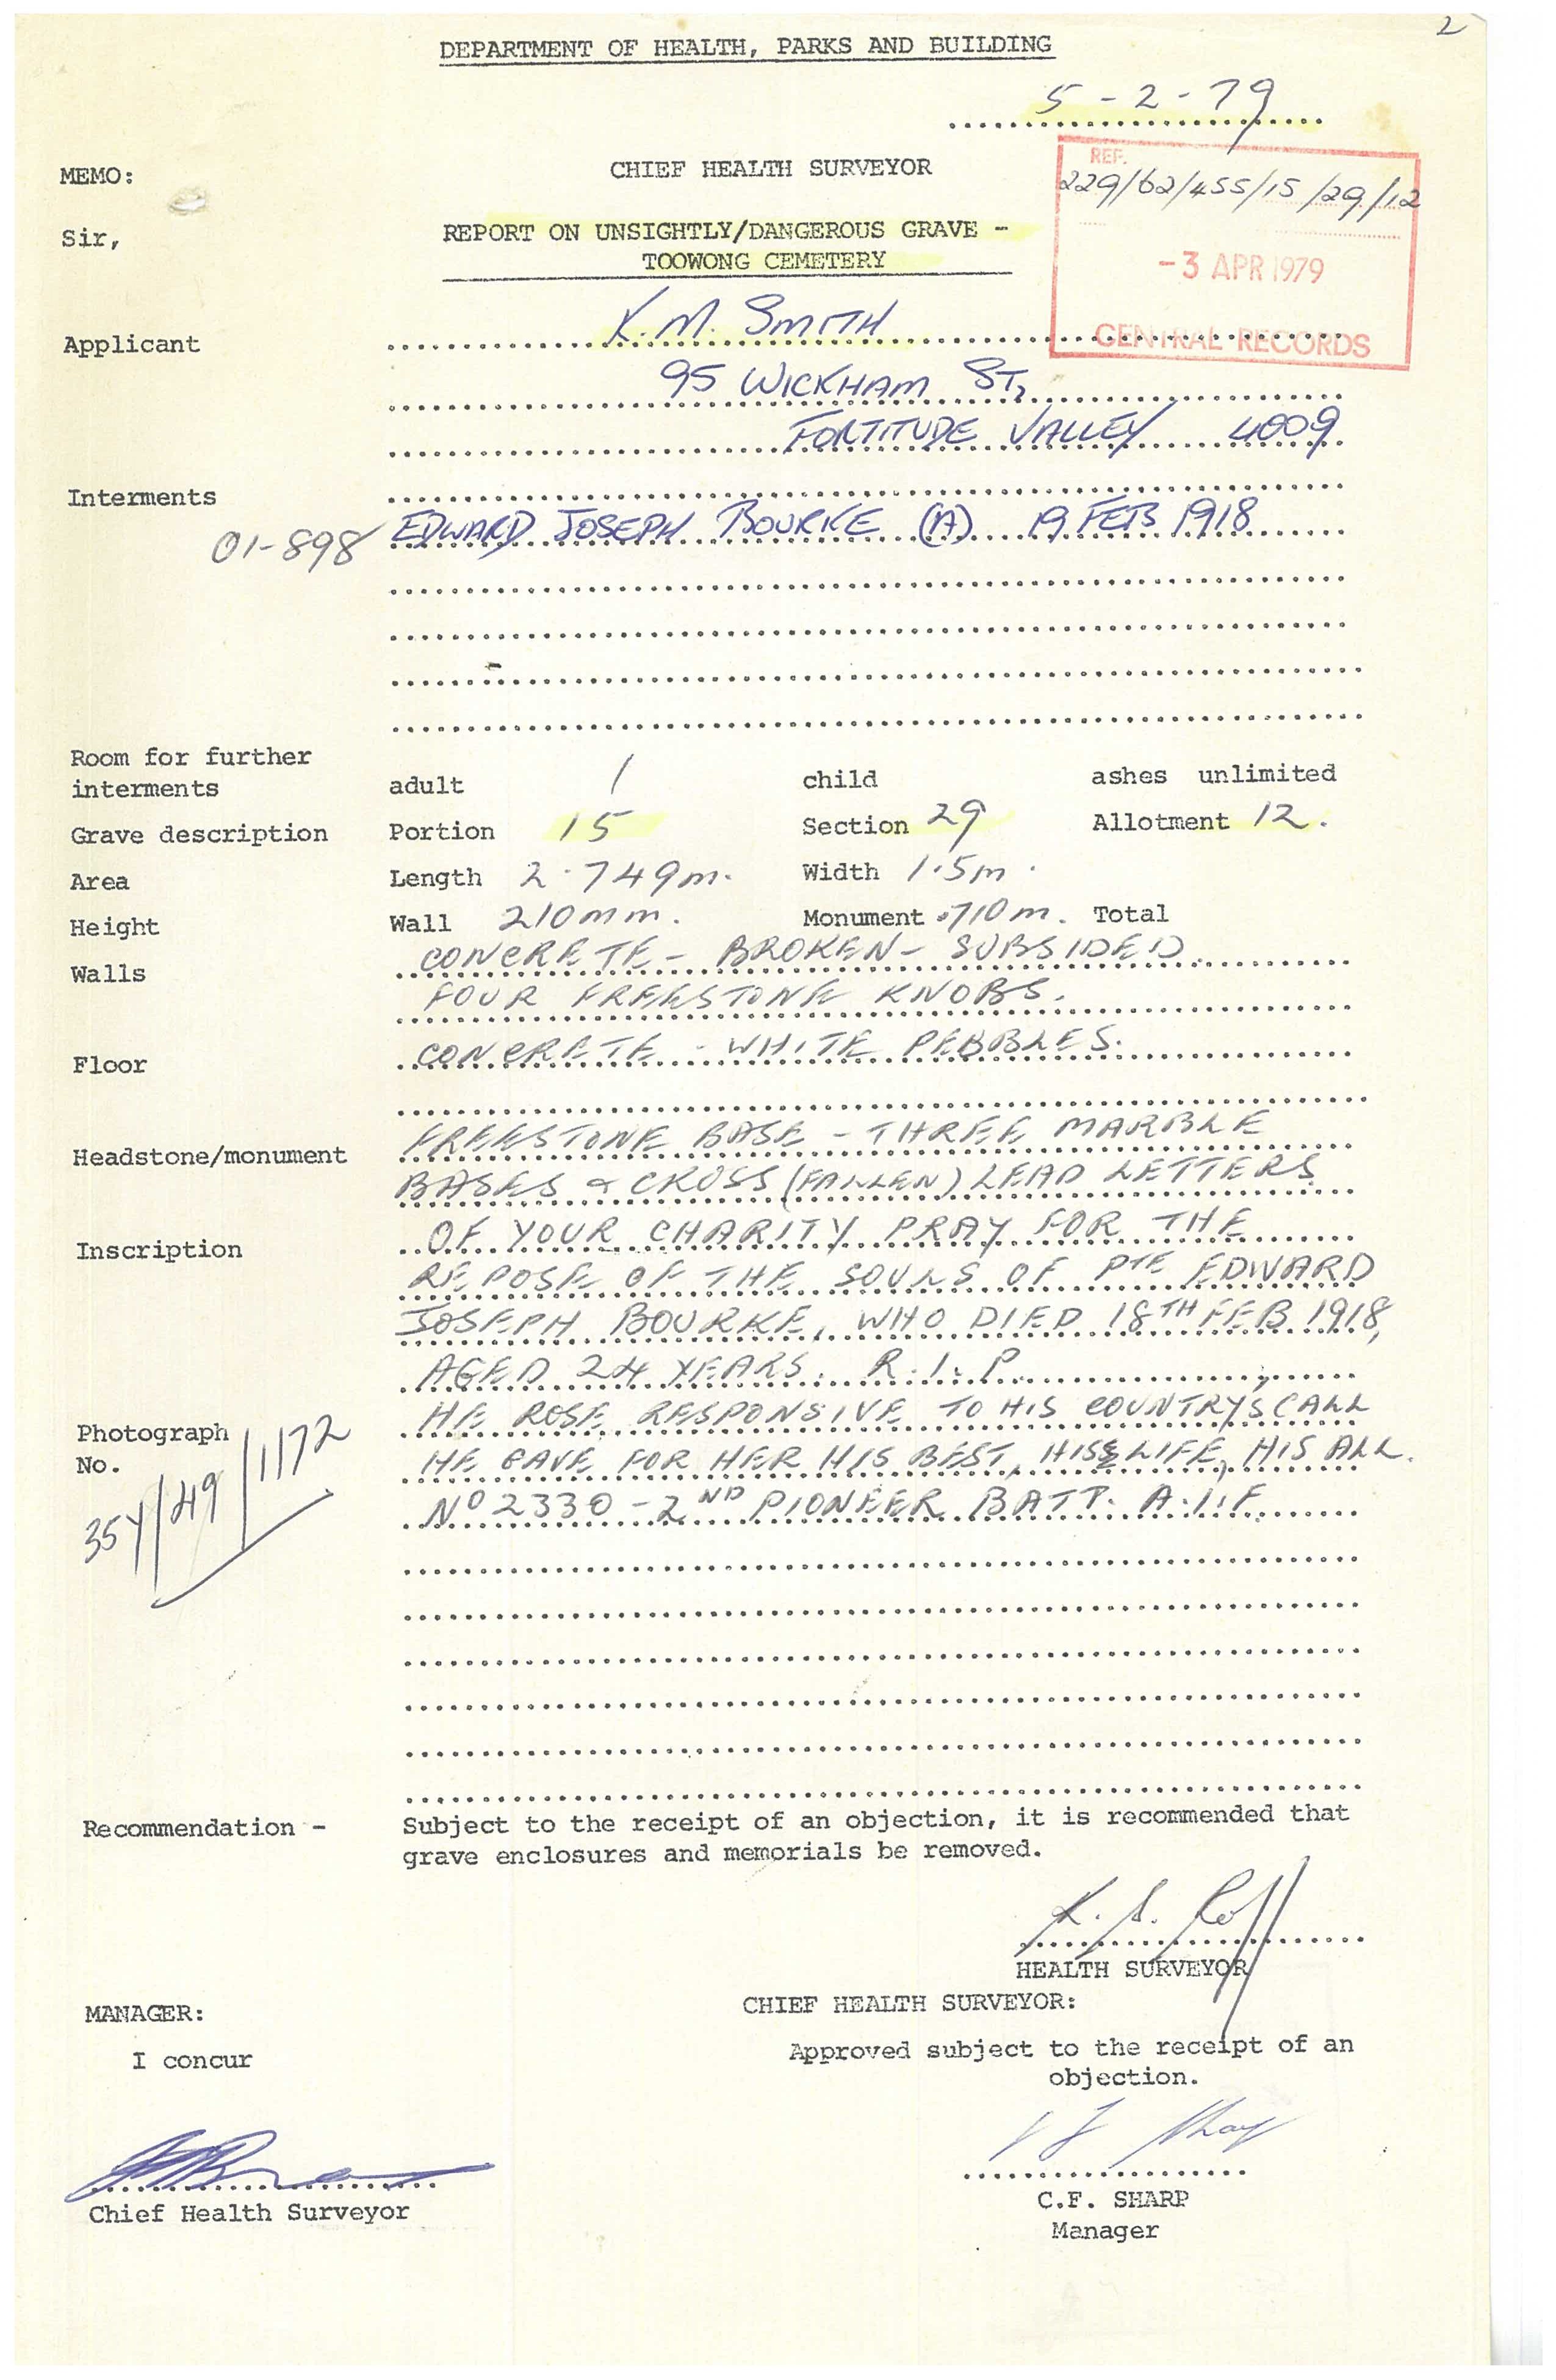 2
DEPARTMENT OF HEALTH, PARKS AND BUILDING
5-2-79
MEMO: CHIEF HEALTH SURVEYOR
REF.
229/62/455/15/29/12
Sir, REPORT ON UNSIGHTLY/DANGEROUS GRAVE -
TOOWONG CEMETERY
-3 APR 1979
CENTRAL RECORDS
Applicant K.M. SMITH
95 WICKHAM ST,
FORTITUDE VALLEY 4009
Interments
01-898 EDWARD JOSEPH BOURKE (A) 19 FEB 1918
Room for further
interments adult 1 child ashes unlimited
Grave description Portion 15 Section 29 Allotment 12.
Area Length 2.749m. Width 1.5m.
Height Wall 210mm. Monument .710m. Total
Walls CONCRETE - BROKEN - SUBSIDED.
FOUR FREESTONE KNOBS.
Floor CONCRETE - WHITE PEBBLES.
Headstone/monument FREESTONE BASE - THREE MARBLE
BASES & CROSS (FALLEN) LEAD LETTERS
Inscription OF YOUR CHARITY PRAY FOR THE
REPOSE OF THE SOULS OF PTE EDWARD
JOSEPH BOURKE, WHO DIED 18TH FEB 1918,
AGED 24 YEARS. R.I.P.
HE ROSE RESPONSIVE TO HIS COUNTRY'S CALL
HE GAVE FOR HER HIS BEST, HIS LIFE, HIS ALL.
No 2330 - 2ND PIONEER BATT. A.I.F.
Photograph
No.
354/49/1172
Recommendation - Subject to the receipt of an objection, it is recommended that
grave enclosures and memorials be removed.
HEALTH SURVEYOR
MANAGER: CHIEF HEALTH SURVEYOR:
I concur Approved subject to the receipt of an
objection.
Chief Health Surveyor C.F. SHARP
Manager